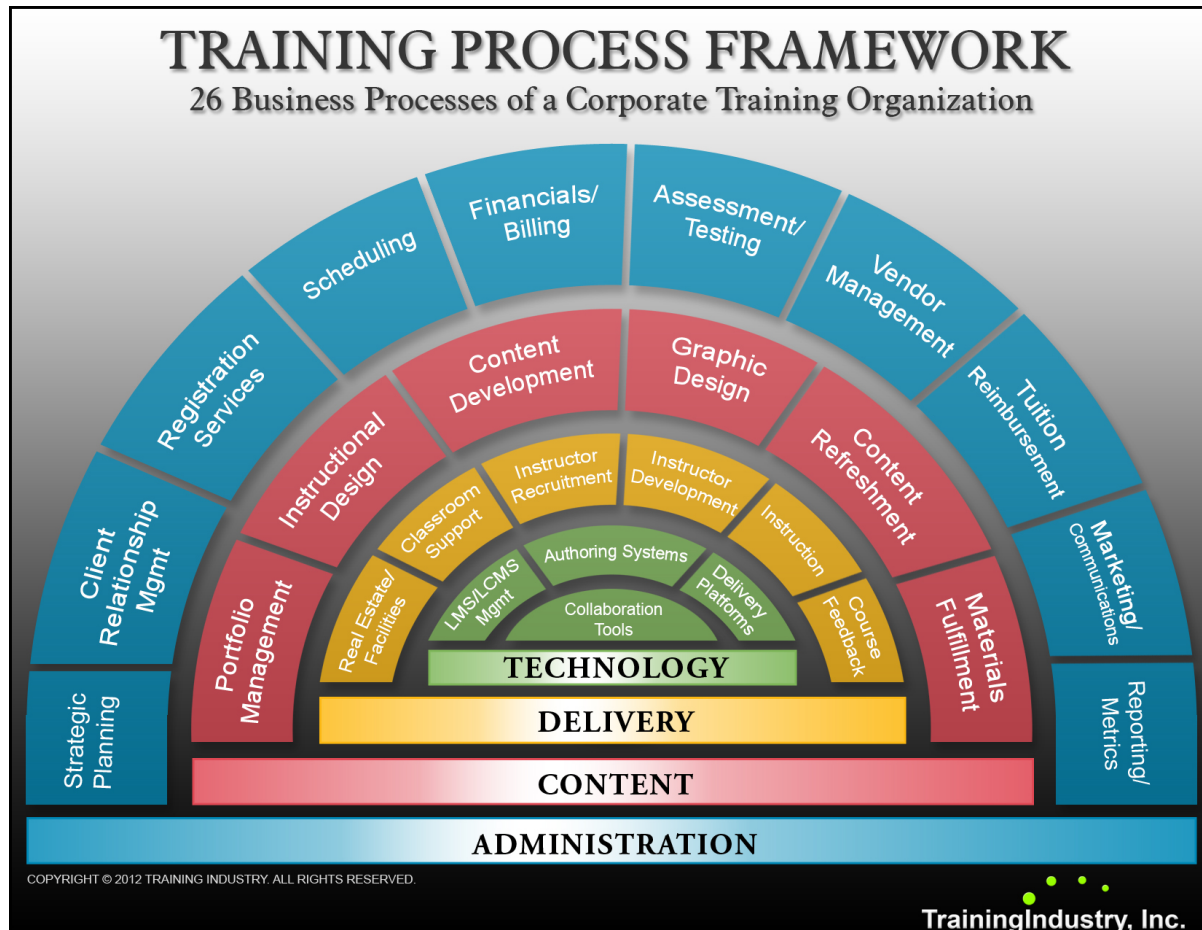 TRAINING PROCESS FRAMEWORK
26 Business Processes of a Corporate Training Organization
Strategic
Planning
Client
Relationship
Mgmt
Registration
Services
Scheduling
Financials/
Billing
Assessment/
Testing
Vendor
Management
Tuition
Reimbursement
Marketing/
Communications
Reporting/
Metrics
Portfolio
Management
Instructional
Design
Content
Development
Graphic
Design
Content
Refreshment
Materials
Fulfillment
Real Estate/
Facilities
Classroom
Support
Instructor
Recruitment
Instructor
Development
Instruction
Course
Feedback
LMS/LCMS
Mgmt
Authoring Systems
Delivery
Platforms
Collaboration
Tools
TECHNOLOGY
DELIVERY
CONTENT
ADMINISTRATION
COPYRIGHT © 2012 TRAINING INDUSTRY. ALL RIGHTS RESERVED.
TrainingIndustry, Inc.